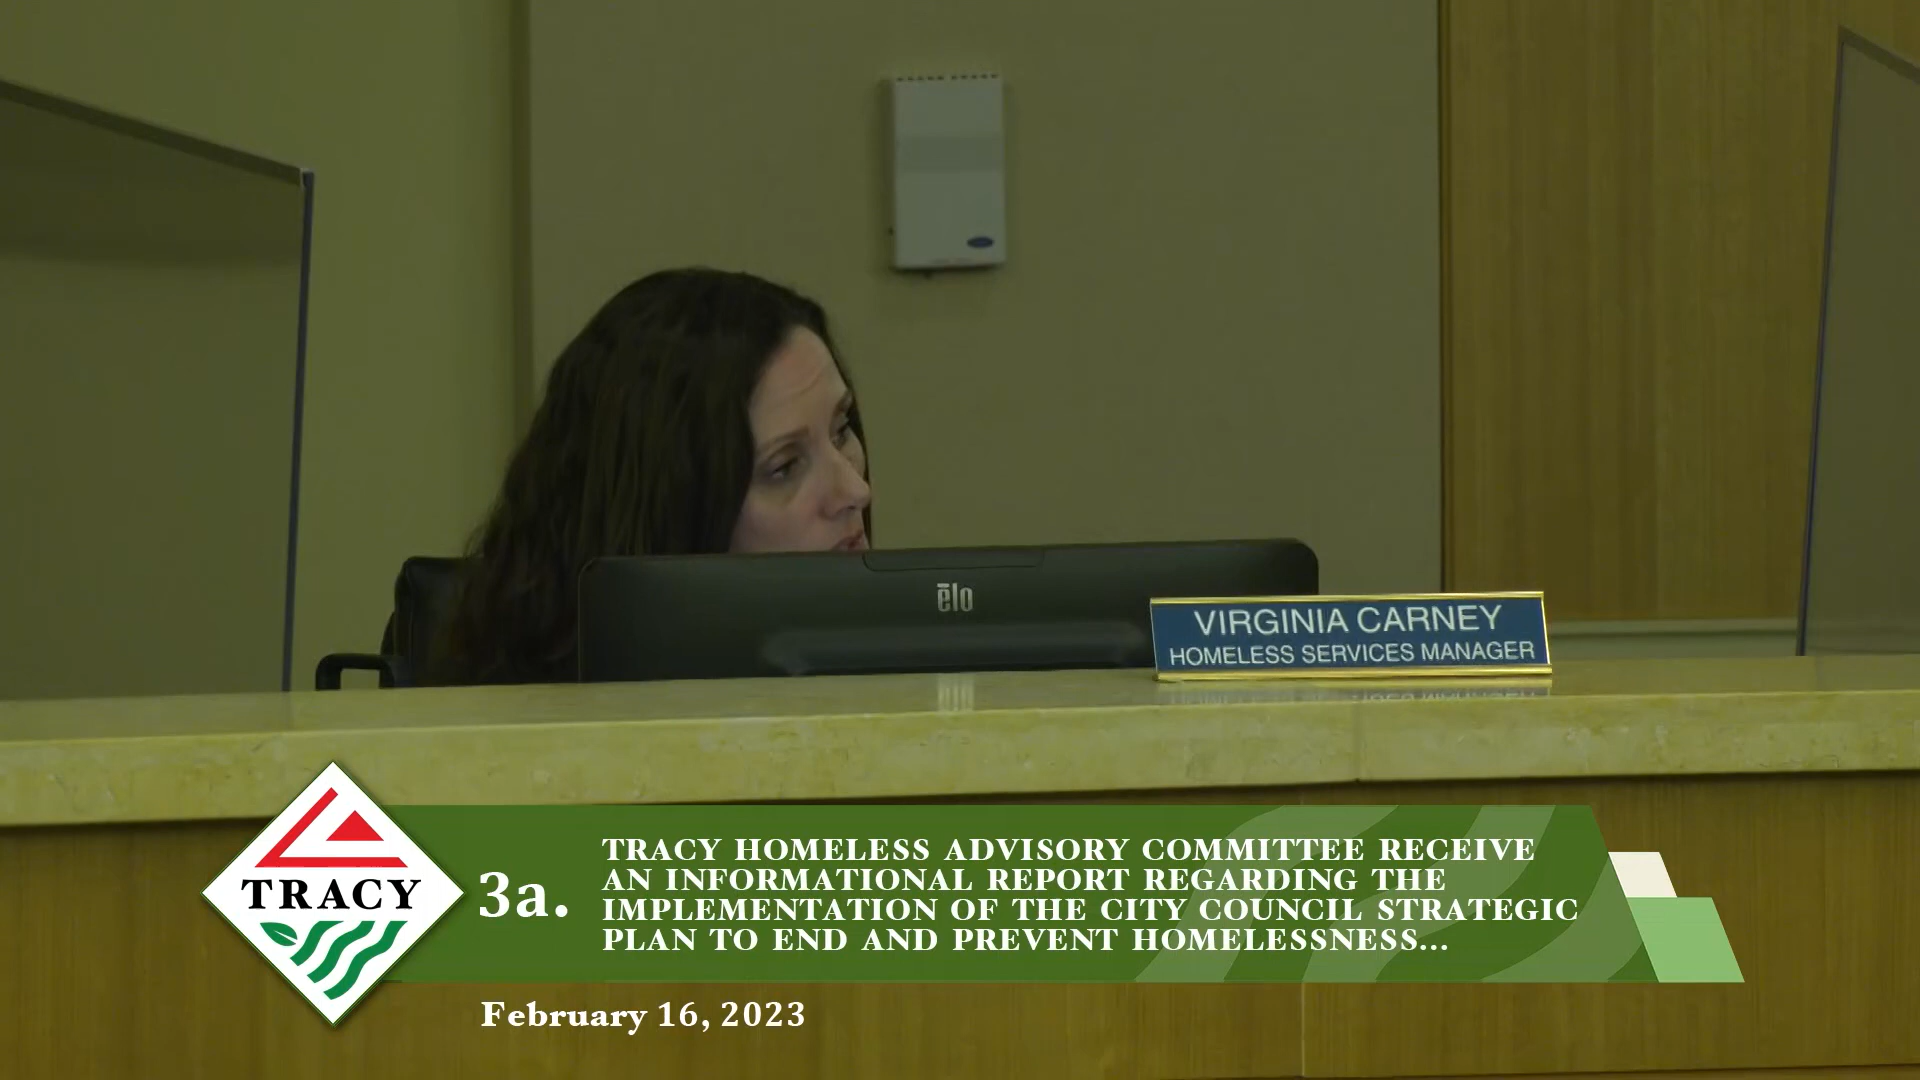 ēlo
VIRGINIA CARNEY
HOMELESS SERVICES MANAGER
TRACY
3a.
TRACY HOMELESS ADVISORY COMMITTEE RECEIVE
AN INFORMATIONAL REPORT REGARDING THE
IMPLEMENTATION OF THE CITY COUNCIL STRATEGIC
PLAN TO END AND PREVENT HOMELESSNESS...
February 16, 2023